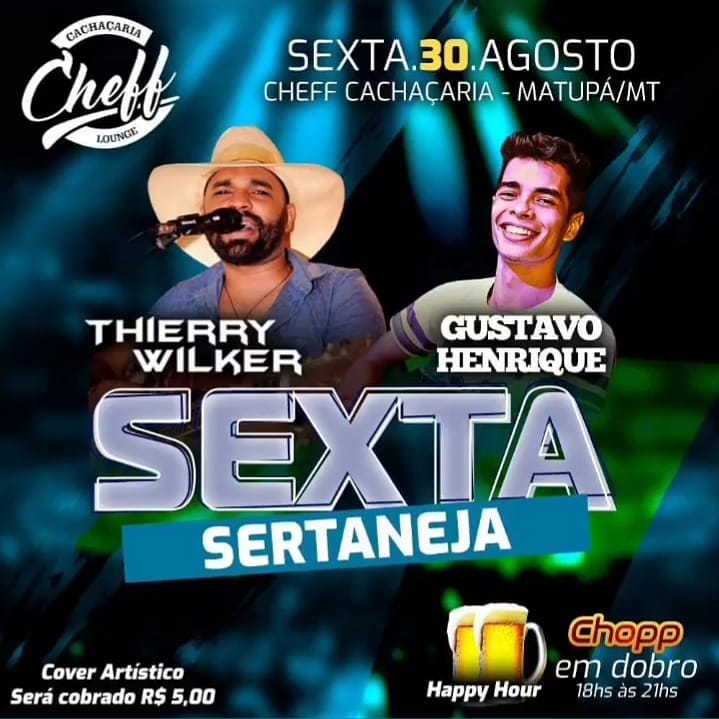 CACHAÇARIA
Cheff
LOUNGE
SEXTA.30.AGOSTO
CHEFF CACHAÇARIA - MATUPÁ/MT
THIERRY
WILKER
GUSTAVO
HENRIQUE
SEXTA
SERTANEJA
Cover Artístico
Será cobrado R$ 5,00
Happy Hour
Chopp
em dobro
18hs às 21hs